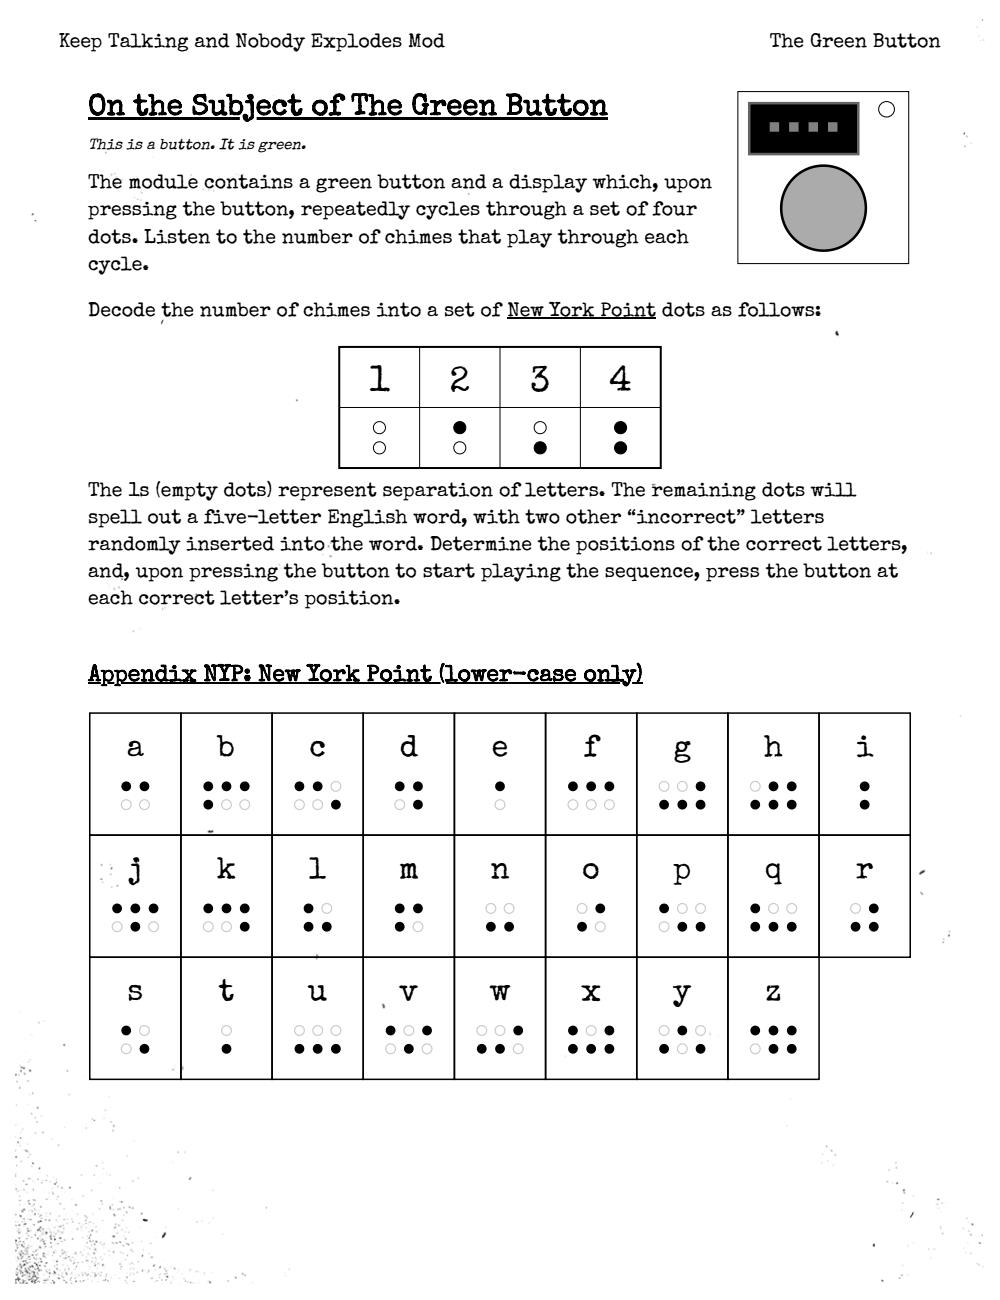 Keep Talking and Nobody Explodes Mod
The Green Button
On the Subject of The Green Button
This is a button. It is green.
The module contains a green button and a display which, upon
pressing the button, repeatedly cycles through a set of four
dots. Listen to the number of chimes that play through each
cycle.
Decode the number of chimes into a set of New York Point dots as follows:
1 2 3 4
The 1s (empty dots) represent separation of letters. The remaining dots will
spell out a five-letter English word, with two other “incorrect” letters
randomly inserted into the word. Determine the positions of the correct letters,
and, upon pressing the button to start playing the sequence, press the button at
each correct letter’s position.
Appendix NYP: New York Point (lower-case only)
a b c d e f g h i
j k l m n o p q r
s t u v w x y z